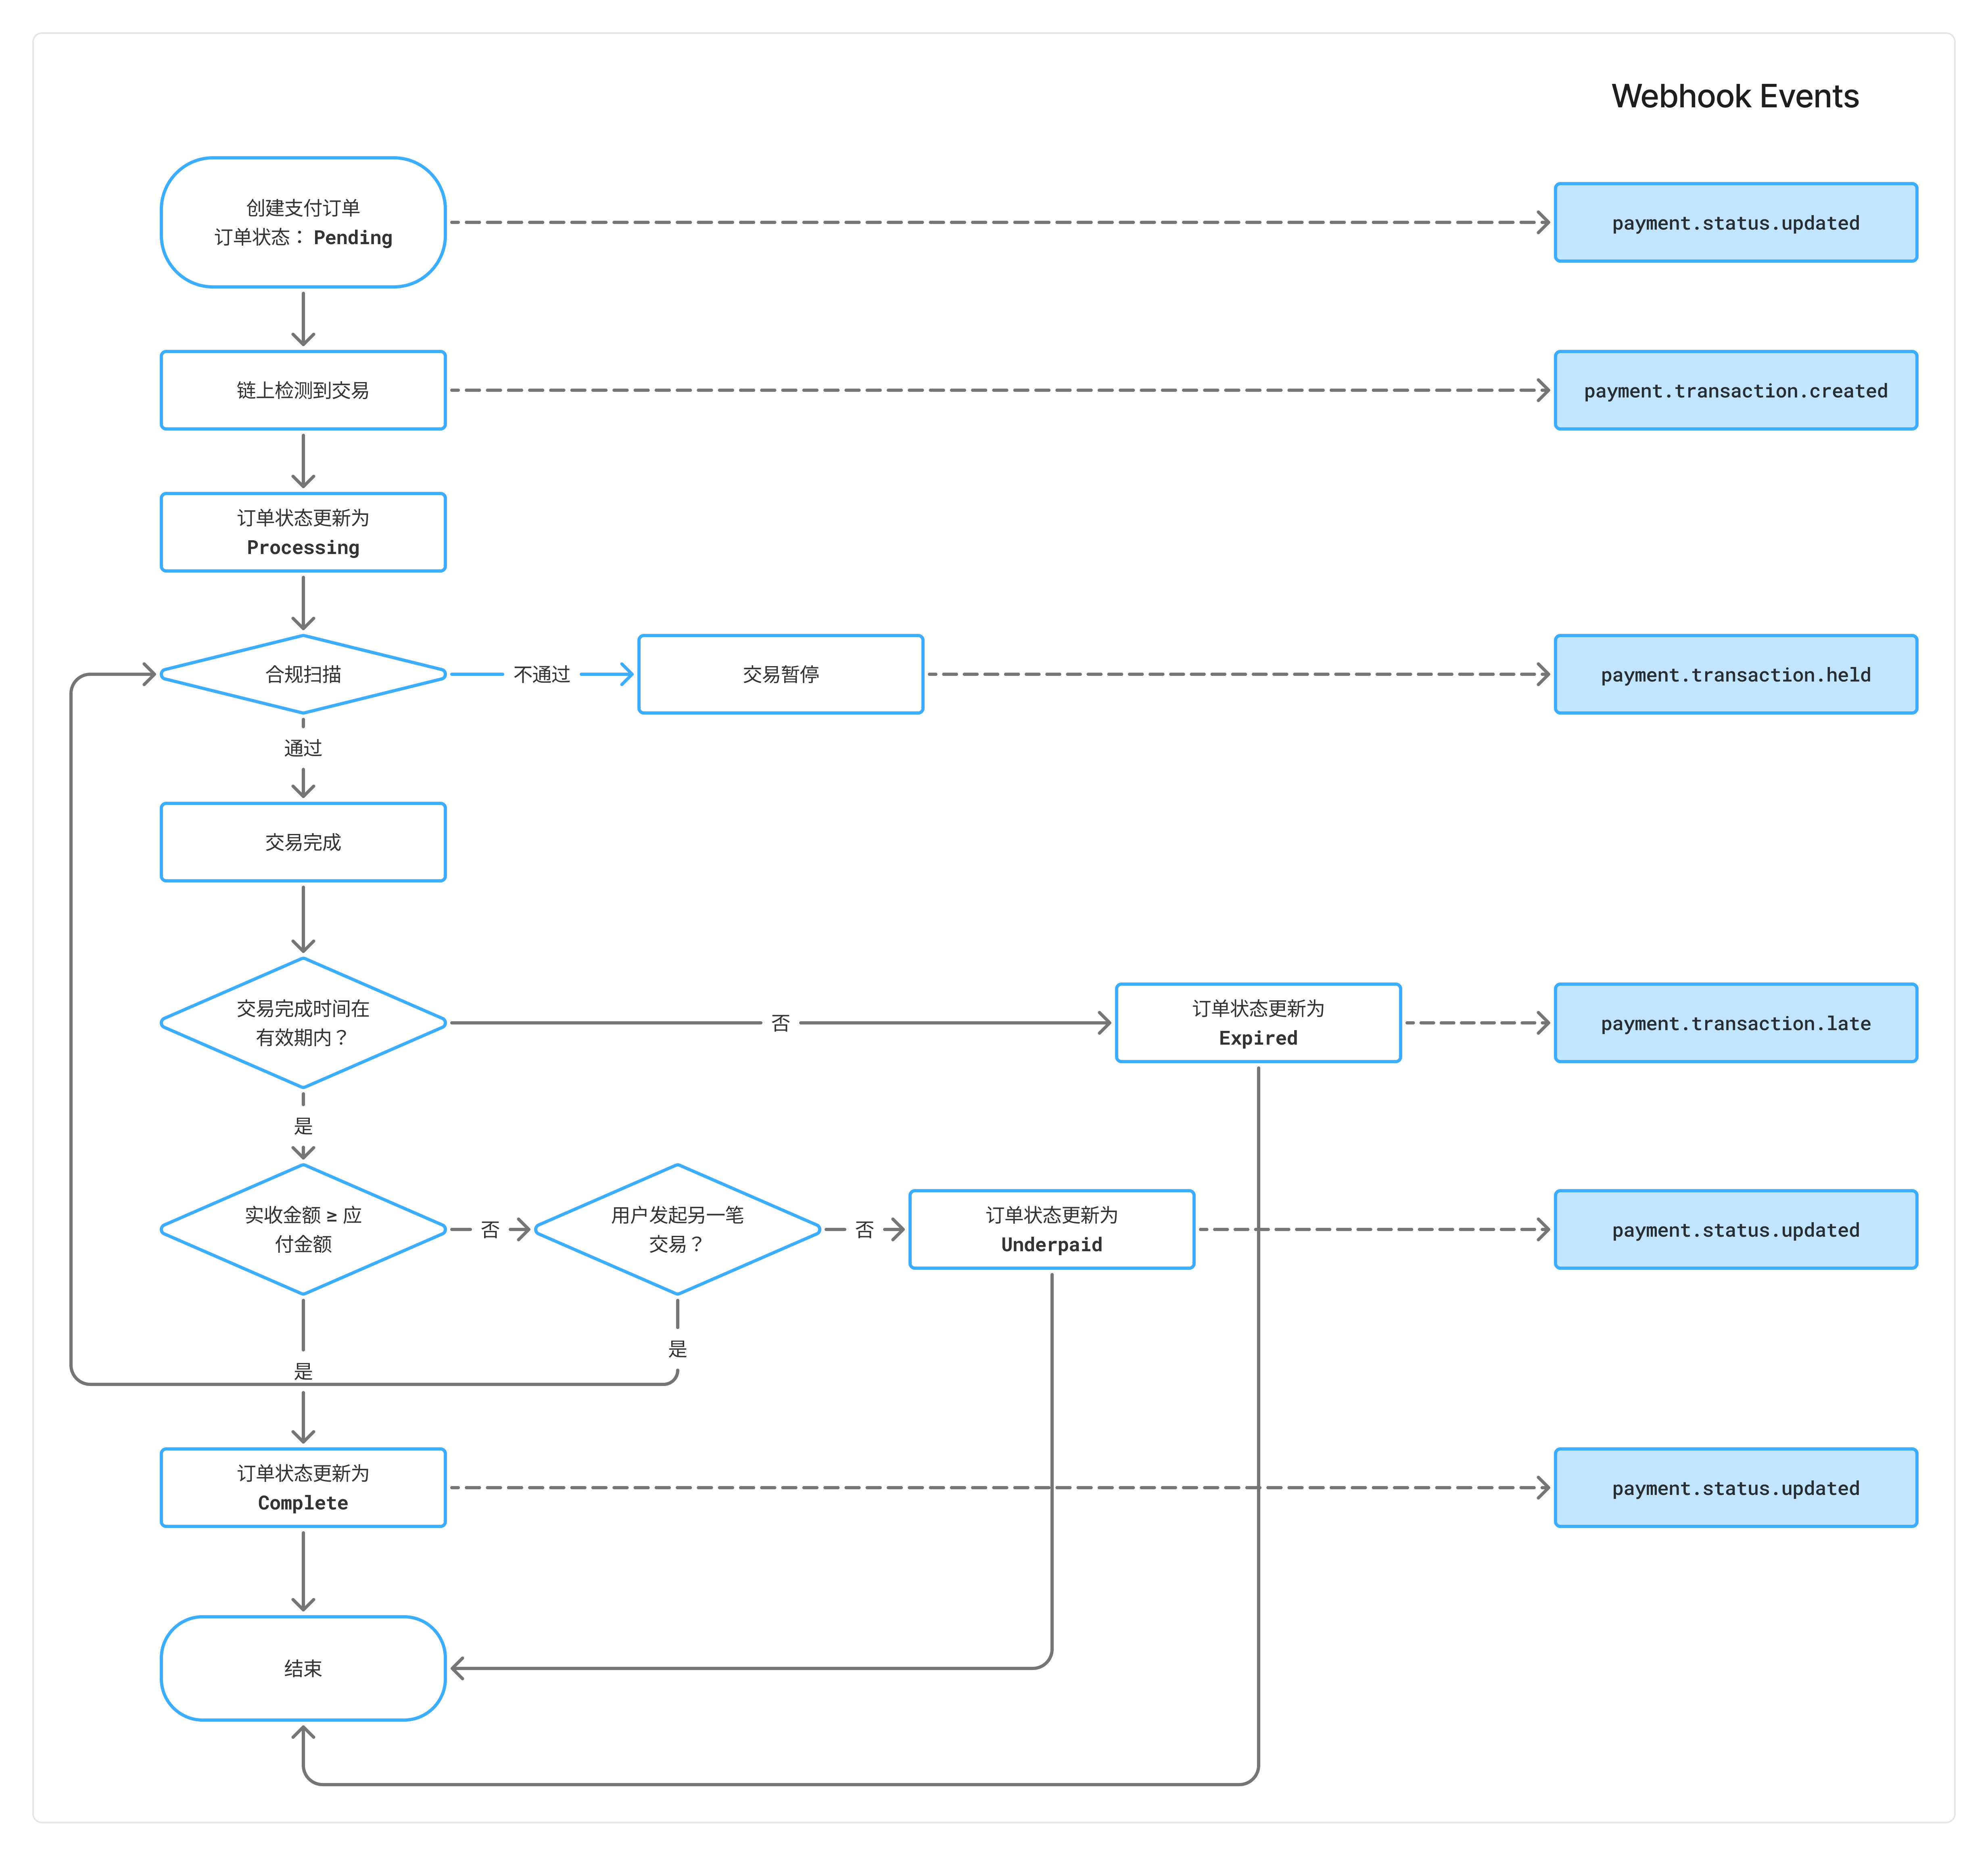 Webhook Events
创建支付订单
订单状态： Pending
payment.status.updated
链上检测到交易
payment.transaction.created
订单状态更新为
Processing
合规扫描
不通过
交易暂停
payment.transaction.held
通过
交易完成
交易完成时间在
有效期内？
否
订单状态更新为
Expired
payment.transaction.late
是
实收金额 ≥ 应
付金额
否
用户发起另一笔
交易？
否
订单状态更新为
Underpaid
payment.status.updated
是
是
订单状态更新为
Complete
payment.status.updated
结束